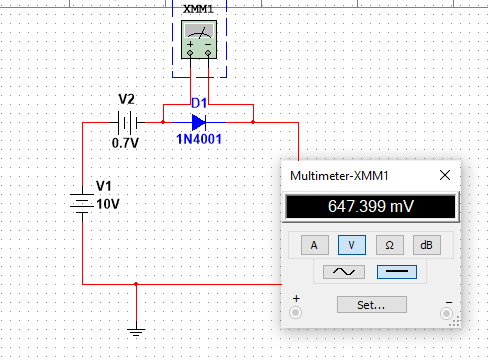 XMM1
+
-
V2
0.7V
D1
1N4001
V1
10V
Multimeter-XMM1
647.399 mV
A V Ω dB
+ −
Set...